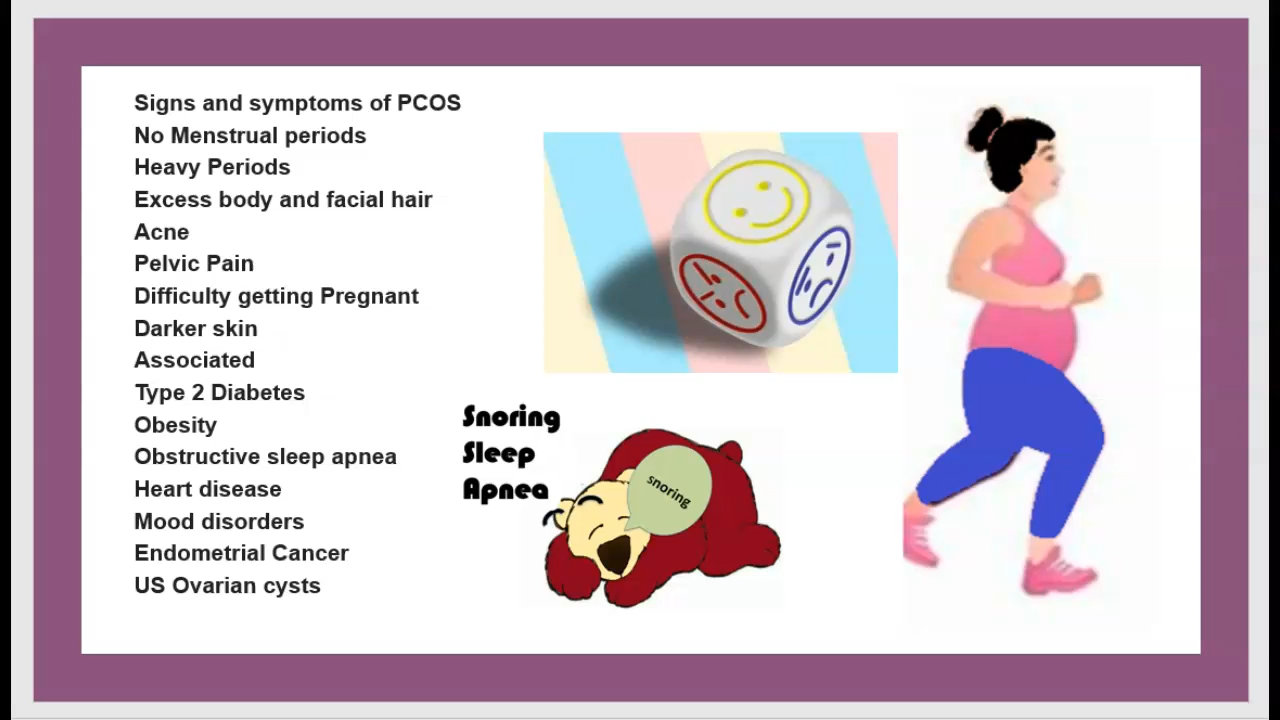 Signs and symptoms of PCOS
No Menstrual periods
Heavy Periods
Excess body and facial hair
Acne
Pelvic Pain
Difficulty getting Pregnant
Darker skin
Associated
Type 2 Diabetes
Obesity
Obstructive sleep apnea
Heart disease
Mood disorders
Endometrial Cancer
US Ovarian cysts
Snoring
Sleep
Apnea
snoring